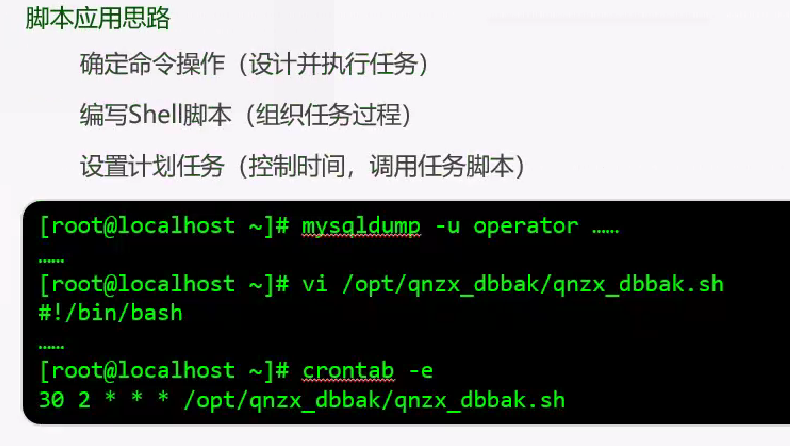 脚本应用思路
确定命令操作（设计并执行任务）
编写Shell脚本（组织任务过程）
设置计划任务（控制时间，调用任务脚本）
[root@localhost ~]# mysqldump -u operator ……
……
[root@localhost ~]# vi /opt/qnzx_dbbak/qnzx_dbbak.sh
#!/bin/bash
……
[root@localhost ~]# crontab -e
30 2 * * * /opt/qnzx_dbbak/qnzx_dbbak.sh